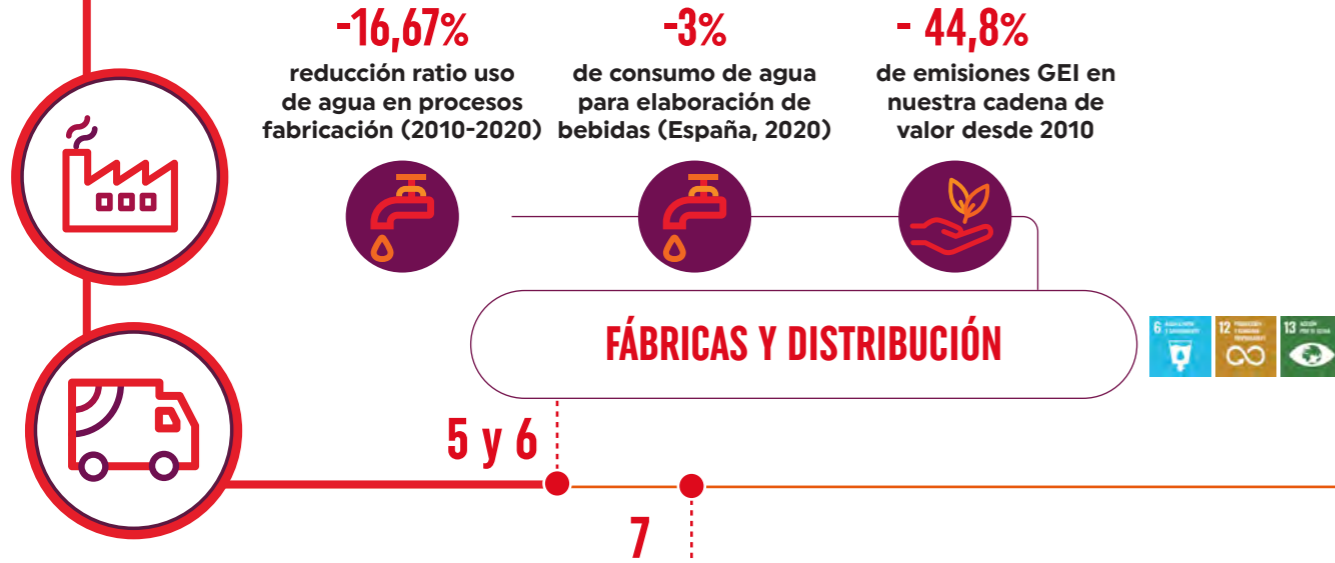 -16,67%
reducción ratio uso
de agua en procesos
fabricación (2010-2020)
-3%
de consumo de agua
para elaboración de
bebidas (España, 2020)
- 44,8%
de emisiones GEI en
nuestra cadena de
valor desde 2010
FÁBRICAS Y DISTRIBUCIÓN
6
12
13
5 y 6
7